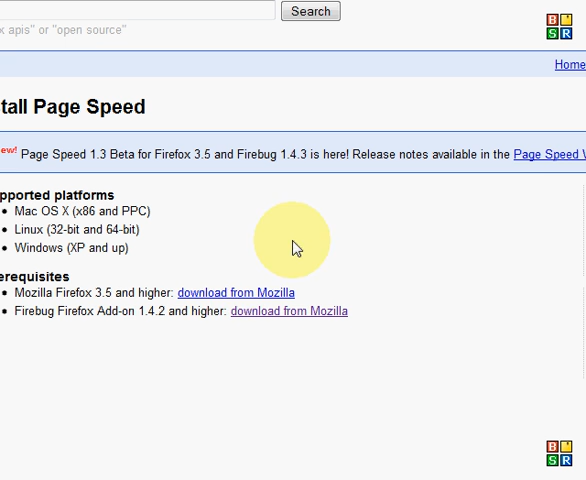 Search
x apis" or "open source"
B
S R
Home
tall Page Speed
ew! Page Speed 1.3 Beta for Firefox 3.5 and Firebug 1.4.3 is here! Release notes available in the Page Speed W
pported platforms
• Mac OS X (x86 and PPC)
• Linux (32-bit and 64-bit)
• Windows (XP and up)
erequisites
• Mozilla Firefox 3.5 and higher: download from Mozilla
• Firebug Firefox Add-on 1.4.2 and higher: download from Mozilla
B
S R